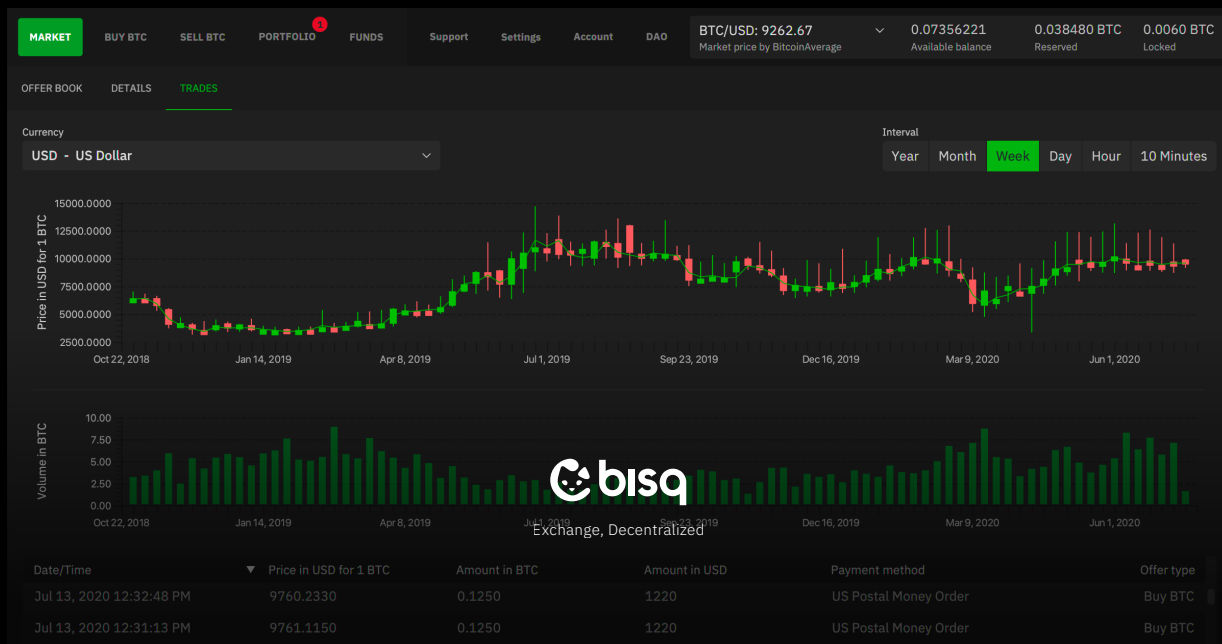 MARKET BUY BTC SELL BTC PORTFOLIO 1 FUNDS Support Settings Account DAO BTC/USD: 9262.67 0.07356221 0.038480 BTC 0.0060 BTC
Market price by BitcoinAverage Available balance Reserved Locked
OFFER BOOK DETAILS TRADES
Currency Interval
USD - US Dollar Year Month Week Day Hour 10 Minutes
Price in USD for 1 BTC
15000.0000
12500.0000
10000.0000
7500.0000
5000.0000
2500.0000
Oct 22, 2018 Jan 14, 2019 Apr 8, 2019 Jul 1, 2019 Sep 23, 2019 Dec 16, 2019 Mar 9, 2020 Jun 1, 2020
Volume in BTC
10.00
7.50
5.00
2.50
0.00
bisq
Oct 22, 2018 Jan 14, 2019 Apr 8, 2019 Jul 1, 2019 Sep 23, 2019 Dec 16, 2019 Mar 9, 2020 Jun 1, 2020
Exchange, Decentralized
Date/Time Price in USD for 1 BTC Amount in BTC Amount in USD Payment method Offer type
Jul 13, 2020 12:32:48 PM 9760.2330 0.1250 1220 US Postal Money Order Buy BTC
Jul 13, 2020 12:31:13 PM 9761.1150 0.1250 1220 US Postal Money Order Buy BTC